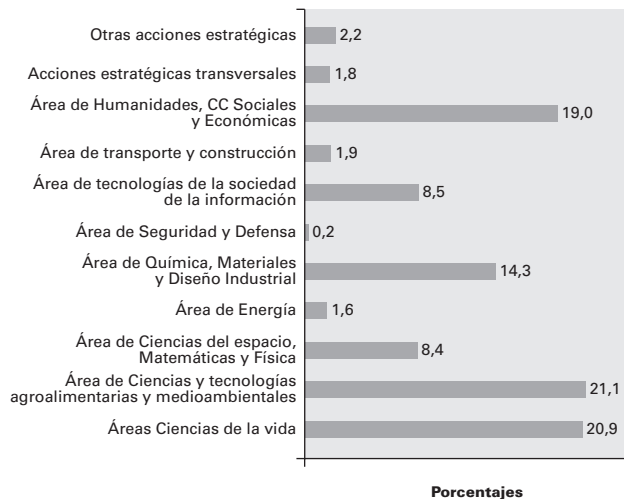 Otras acciones estratégicas
2,2
Acciones estratégicas transversales
1,8
Área de Humanidades, CC Sociales
y Económicas
19,0
Área de transporte y construcción
1,9
Área de tecnologías de la sociedad
de la información
8,5
Área de Seguridad y Defensa
0,2
Área de Química, Materiales
y Diseño Industrial
14,3
Área de Energía
1,6
Área de Ciencias del espacio,
Matemáticas y Física
8,4
Área de Ciencias y tecnologías
agroalimentarias y medioambientales
21,1
Áreas Ciencias de la vida
20,9
Porcentajes